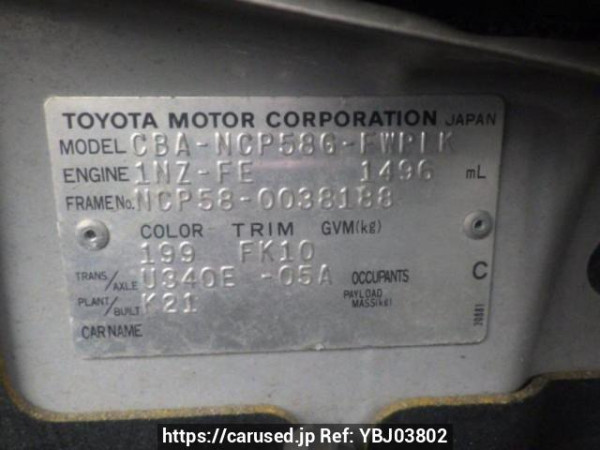 TOYOTA MOTOR CORPORATION JAPAN
MODEL CBA-NCP58G-FWPLK
ENGINE 1NZ-FE 1496 mL
FRAME No. NCP58-0038188
COLOR TRIM GVM(kg)
199 FK10
TRANS/AXLE U340E -05A OCCUPANTS C
PLANT/BUILT K21 PAYLOAD MASS(kg)
CAR NAME
https://carused.jp Ref: YBJ03802